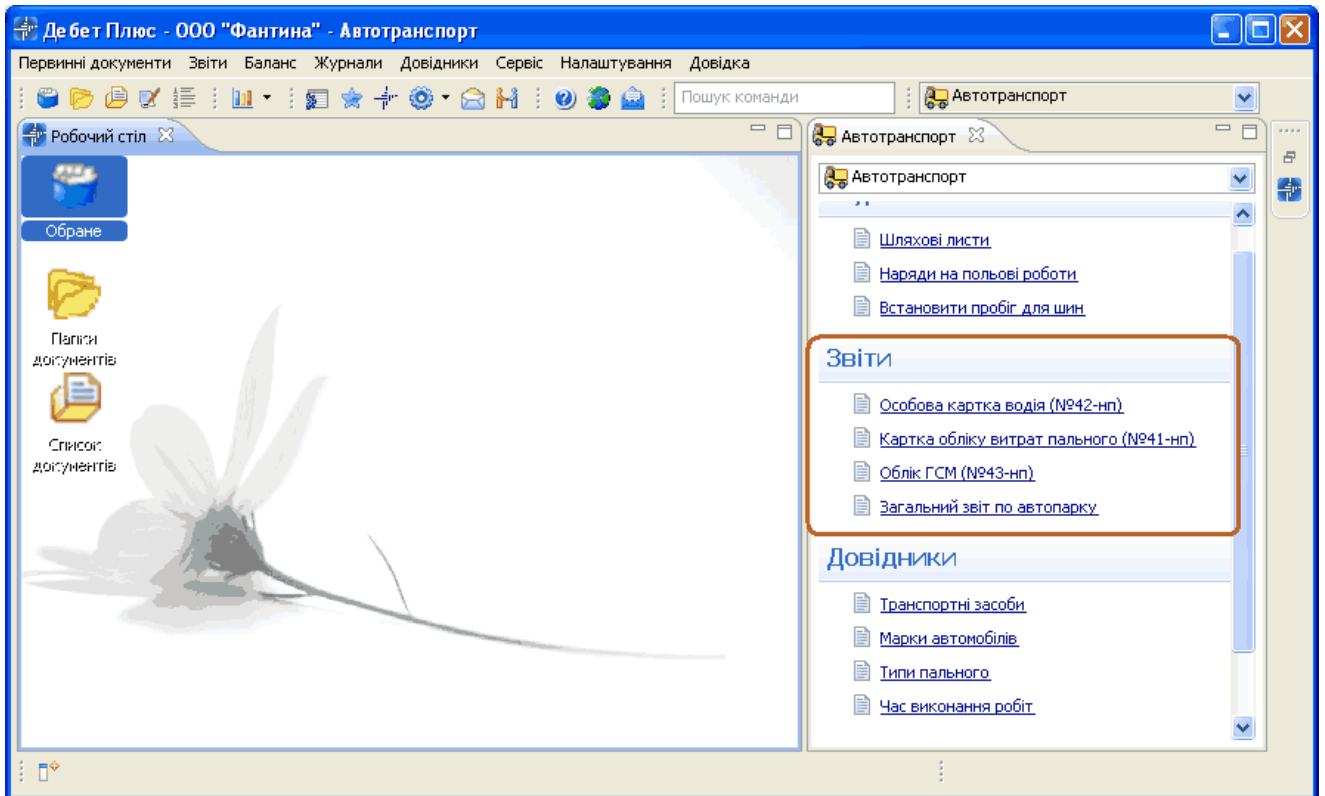 Дебет Плюс - ООО "Фантина" - Автотранспорт
Первинні документи Звіти Баланс Журнали Довідники Сервіс Налаштування Довідка
Пошук команди Автотранспорт
Робочий стіл
Автотранспорт
Автотранспорт
Обране
Папки
документів
Список
документів
Шляхові листи
Наряди на польові роботи
Встановити пробіг для шин
Звіти
Особова картка водія (№42-нп)
Картка обліку витрат пального (№41-нп)
Облік ГСМ (№43-нп)
Загальний звіт по автопарку
Довідники
Транспортні засоби
Марки автомобілів
Типи пального
Час виконання робіт